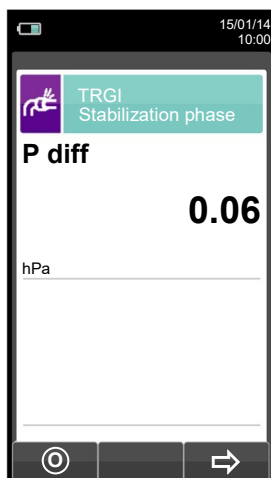 15/01/14
10:00
TRGI
Stabilization phase
P diff
0.06
hPa
O